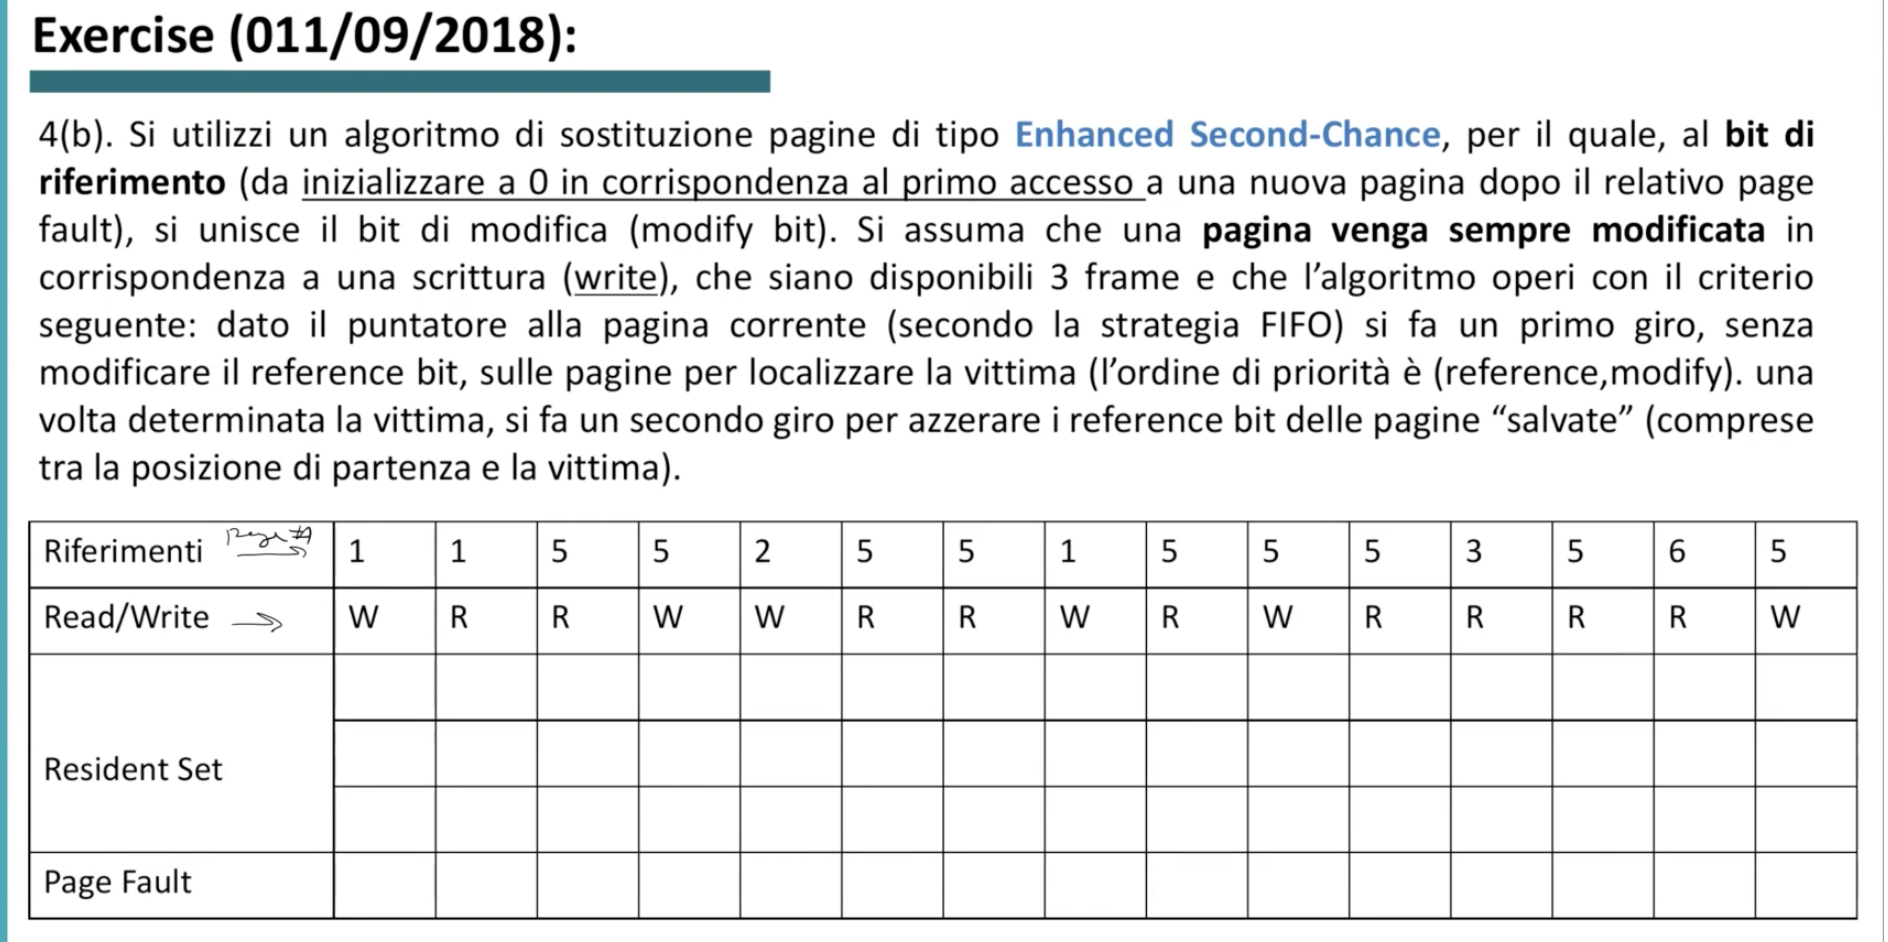 Exercise (011/09/2018):
4(b). Si utilizzi un algoritmo di sostituzione pagine di tipo Enhanced Second-Chance, per il quale, al bit di
riferimento (da inizializzare a 0 in corrispondenza al primo accesso a una nuova pagina dopo il relativo page
fault), si unisce il bit di modifica (modify bit). Si assuma che una pagina venga sempre modificata in
corrispondenza a una scrittura (write), che siano disponibili 3 frame e che l’algoritmo operi con il criterio
seguente: dato il puntatore alla pagina corrente (secondo la strategia FIFO) si fa un primo giro, senza
modificare il reference bit, sulle pagine per localizzare la vittima (l’ordine di priorità è (reference,modify). una
volta determinata la vittima, si fa un secondo giro per azzerare i reference bit delle pagine “salvate” (comprese
tra la posizione di partenza e la vittima).
Riferimenti page # 1 1 5 5 2 5 5 1 5 5 5 3 5 6 5
Read/Write W R R W W R R W R W R R R R W
Resident Set
Page Fault